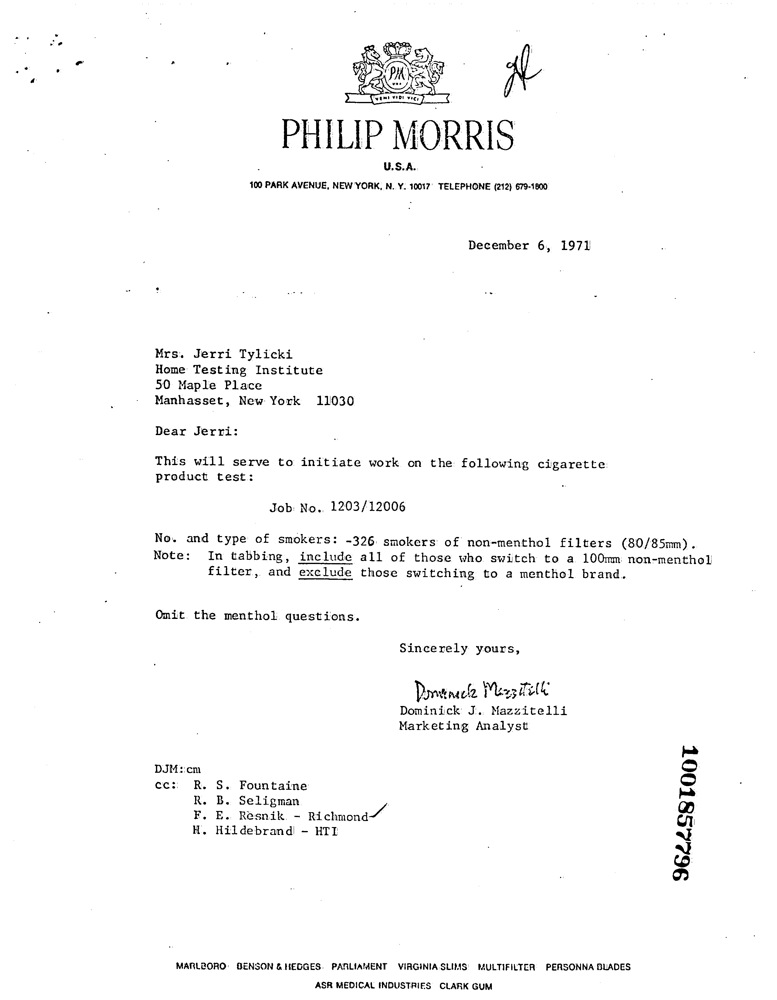 PM
VENI VIDI VICI
PHILIP MORRIS
U.S.A.
100 PARK AVENUE, NEW YORK, N. Y. 10017 TELEPHONE (212) 679-1800
December 6, 1971
Mrs. Jerri Tylicki
Home Testing Institute
50 Maple Place
Manhasset, New York 11030
Dear Jerri:
This will serve to initiate work on the following cigarette
product test:
Job No. 1203/12006
No. and type of smokers: -326 smokers of non-menthol filters (80/85mm).
Note: In tabbing, include all of those who switch to a 100mm non-menthol
filter, and exclude those switching to a menthol brand.
Omit the menthol questions.
Sincerely yours,
Dominick Mazzitelli
Dominick J. Mazzitelli
Marketing Analyst
DJM:cm
cc: R. S. Fountaine
R. B. Seligman
F. E. Resnik - Richmond
H. Hildebrand - HTI
1001857796
MARLBORO BENSON & HEDGES PARLIAMENT VIRGINIA SLIMS MULTIFILTER PERSONNA BLADES
ASR MEDICAL INDUSTRIES CLARK GUM